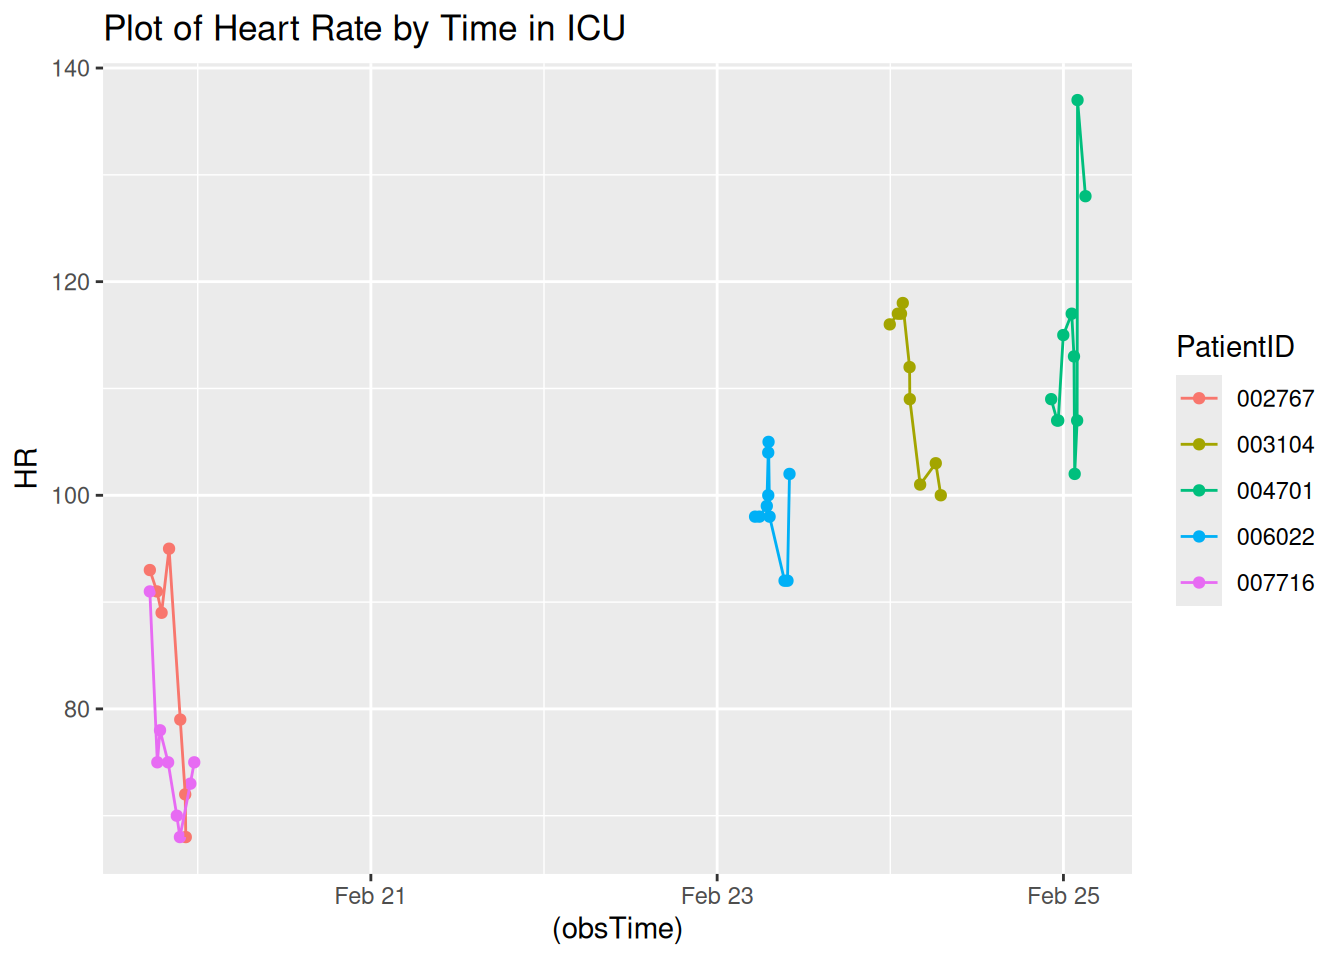 Plot of Heart Rate by Time in ICU
140
120
100
80
HR
Feb 21
Feb 23
Feb 25
(obsTime)
PatientID
002767
003104
004701
006022
007716